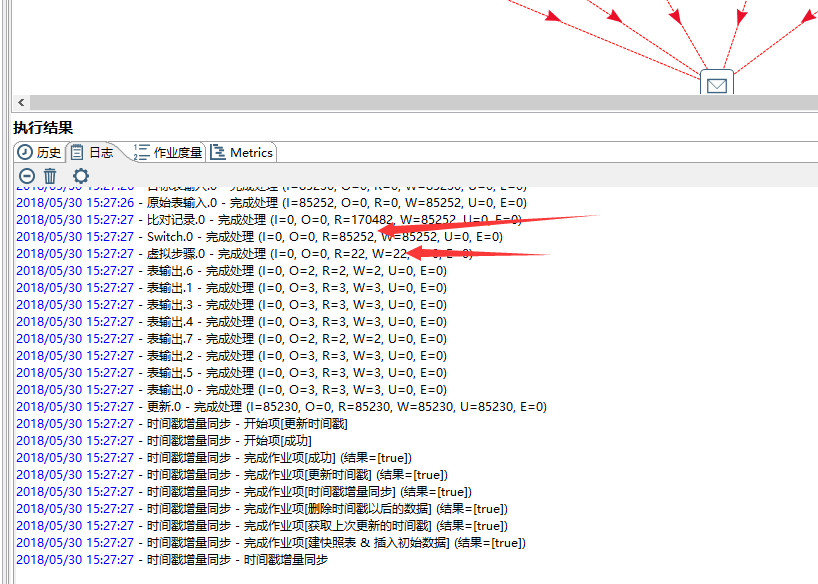 执行结果
历史 日志 作业度量 Metrics
2018/05/30 15:27:26 - 目标表输入.0 - 完成处理 (I=85230, O=0, R=0, W=85230, U=0, E=0)
2018/05/30 15:27:26 - 原始表输入.0 - 完成处理 (I=85252, O=0, R=0, W=85252, U=0, E=0)
2018/05/30 15:27:27 - 比对记录.0 - 完成处理 (I=0, O=0, R=170482, W=85252, U=0, E=0)
2018/05/30 15:27:27 - Switch.0 - 完成处理 (I=0, O=0, R=85252, W=85252, U=0, E=0)
2018/05/30 15:27:27 - 虚拟步骤.0 - 完成处理 (I=0, O=0, R=22, W=22, U=0, E=0)
2018/05/30 15:27:27 - 表输出.6 - 完成处理 (I=0, O=2, R=2, W=2, U=0, E=0)
2018/05/30 15:27:27 - 表输出.1 - 完成处理 (I=0, O=3, R=3, W=3, U=0, E=0)
2018/05/30 15:27:27 - 表输出.3 - 完成处理 (I=0, O=3, R=3, W=3, U=0, E=0)
2018/05/30 15:27:27 - 表输出.4 - 完成处理 (I=0, O=3, R=3, W=3, U=0, E=0)
2018/05/30 15:27:27 - 表输出.7 - 完成处理 (I=0, O=2, R=2, W=2, U=0, E=0)
2018/05/30 15:27:27 - 表输出.2 - 完成处理 (I=0, O=3, R=3, W=3, U=0, E=0)
2018/05/30 15:27:27 - 表输出.5 - 完成处理 (I=0, O=3, R=3, W=3, U=0, E=0)
2018/05/30 15:27:27 - 表输出.0 - 完成处理 (I=0, O=3, R=3, W=3, U=0, E=0)
2018/05/30 15:27:27 - 更新.0 - 完成处理 (I=85230, O=0, R=85230, W=85230, U=85230, E=0)
2018/05/30 15:27:27 - 时间戳增量同步 - 开始项[更新时间戳]
2018/05/30 15:27:27 - 时间戳增量同步 - 开始项[成功]
2018/05/30 15:27:27 - 时间戳增量同步 - 完成作业项[成功] (结果=[true])
2018/05/30 15:27:27 - 时间戳增量同步 - 完成作业项[更新时间戳] (结果=[true])
2018/05/30 15:27:27 - 时间戳增量同步 - 完成作业项[时间戳增量同步] (结果=[true])
2018/05/30 15:27:27 - 时间戳增量同步 - 完成作业项[删除时间戳以后的数据] (结果=[true])
2018/05/30 15:27:27 - 时间戳增量同步 - 完成作业项[获取上次更新的时间戳] (结果=[true])
2018/05/30 15:27:27 - 时间戳增量同步 - 完成作业项[建快照表 & 插入初始数据] (结果=[true])
2018/05/30 15:27:27 - 时间戳增量同步 - 时间戳增量同步